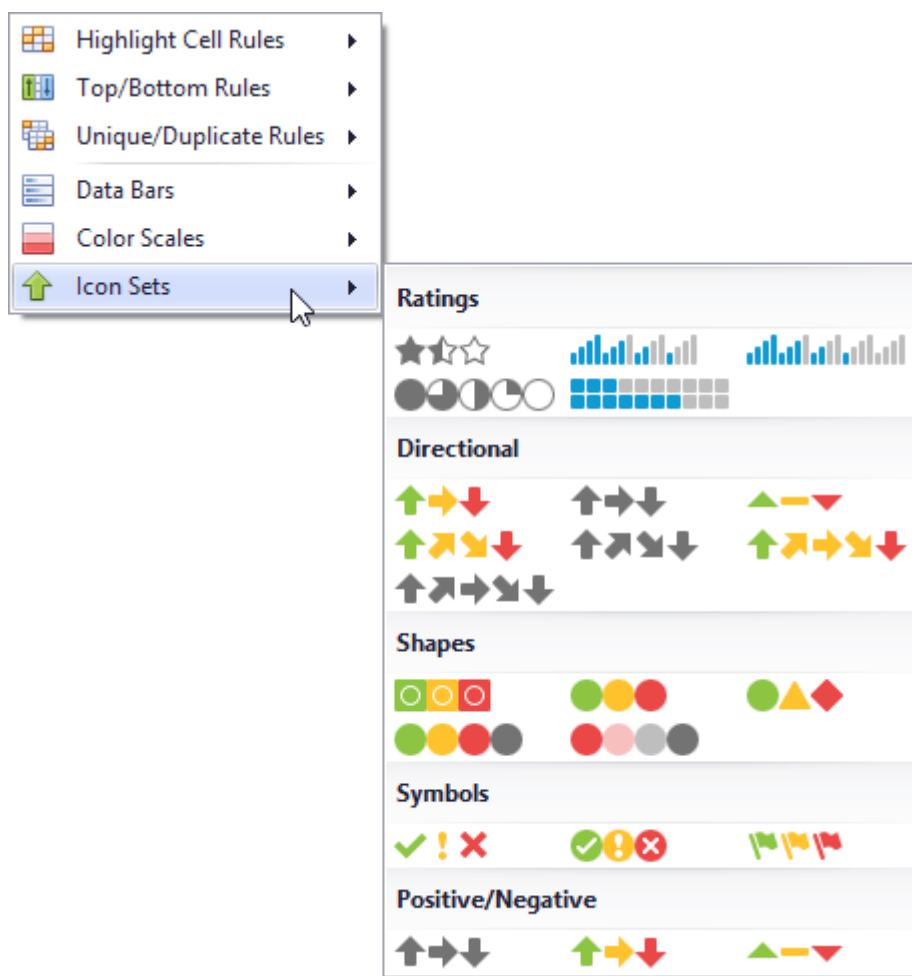 Highlight Cell Rules
Top/Bottom Rules
Unique/Duplicate Rules
Data Bars
Color Scales
Icon Sets
Ratings
Directional
Shapes
Symbols
Positive/Negative